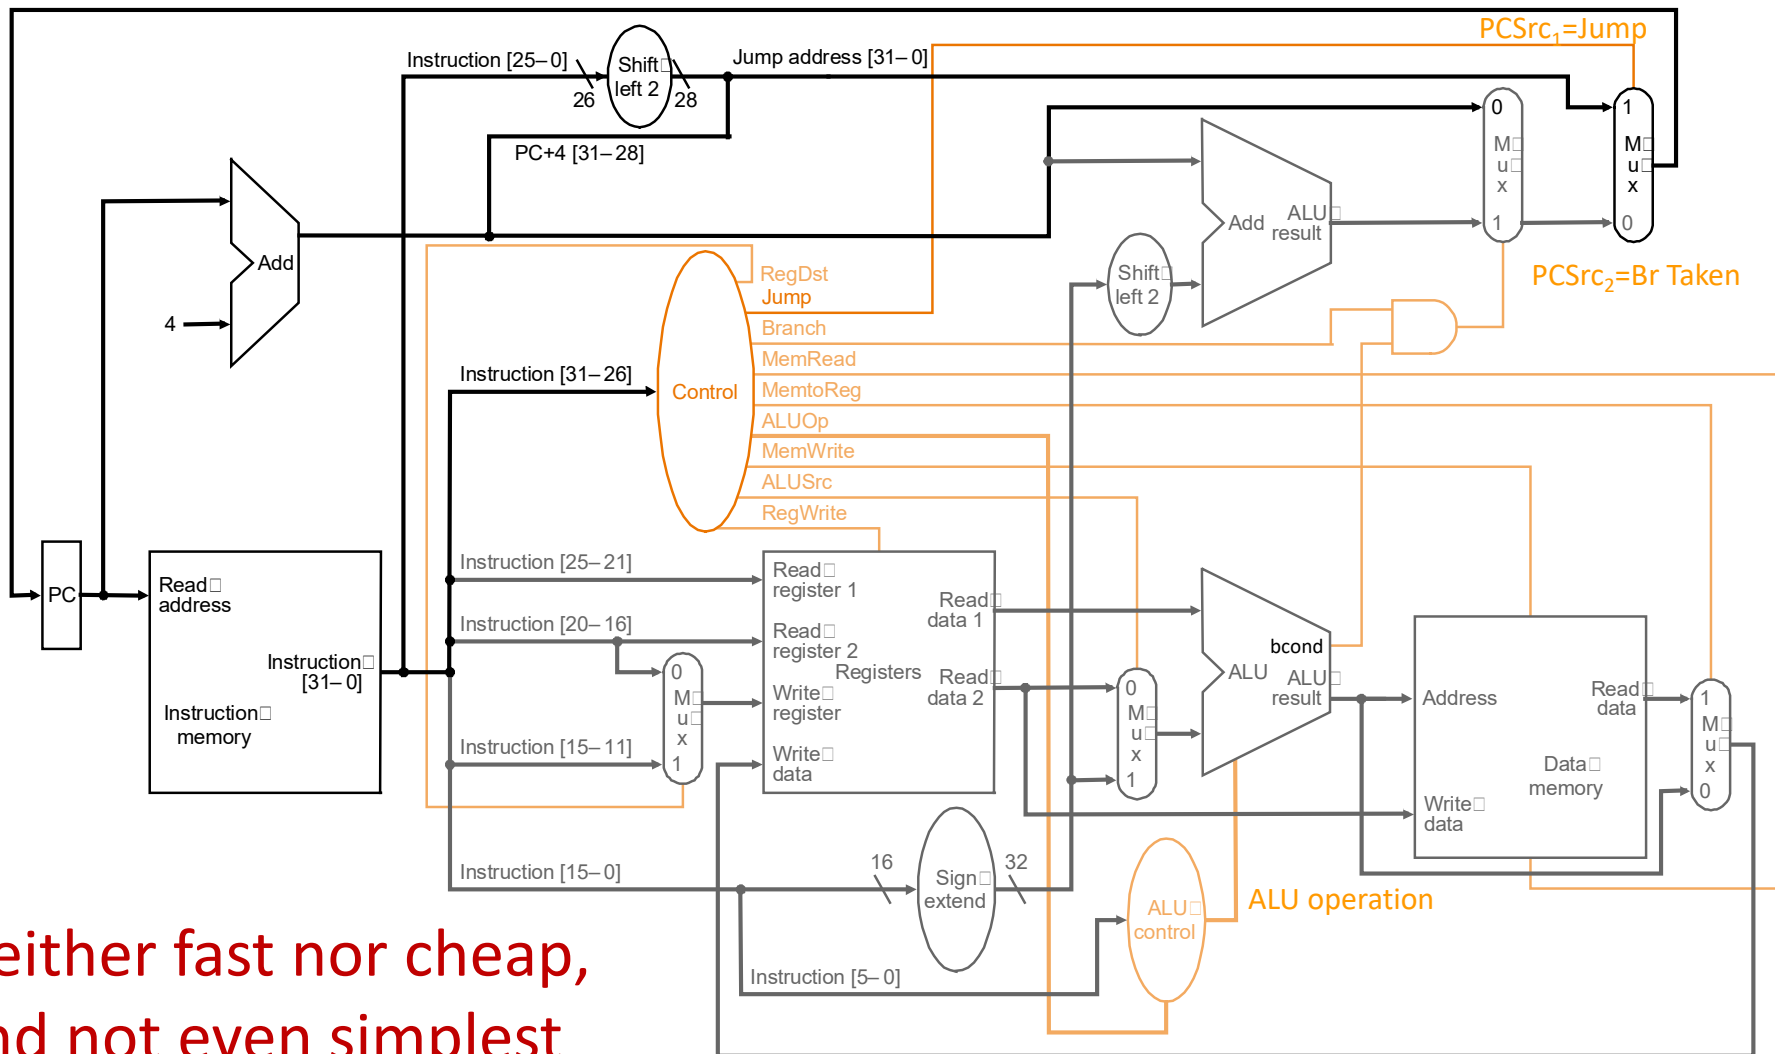 PCSrc1=Jump
Instruction [25–0]
Shift
left 2
Jump address [31–0]
26
28
PC+4 [31–28]
0
M
u
x
1
1
M
u
x
0
Add
4
Add
ALU
result
Shift
left 2
PCSrc2=Br Taken
RegDst
Jump
Branch
MemRead
MemtoReg
ALUOp
MemWrite
ALUSrc
RegWrite
Instruction [31–26]
Control
PC
Read
address
Instruction
[31–0]
Instruction
memory
Instruction [25–21]
Instruction [20–16]
Instruction [15–11]
Instruction [15–0]
Instruction [5–0]
0
M
u
x
1
Read
register 1
Read
register 2
Registers
Write
register
Write
data
Read
data 1
Read
data 2
0
M
u
x
1
bcond
ALU
ALU
result
Address
Read
data
Data
memory
Write
data
1
M
u
x
0
16
Sign
extend
32
ALU
control
ALU operation
either fast nor cheap,
nd not even simplest